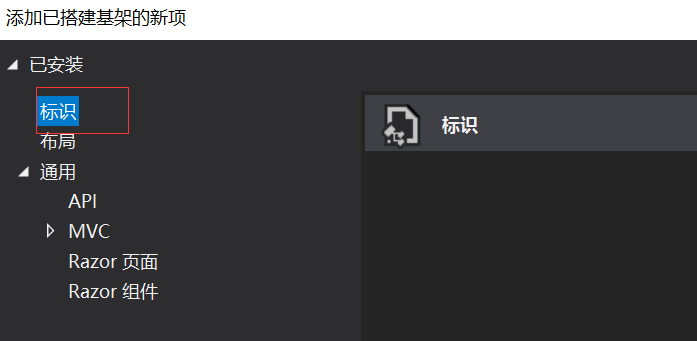 添加已搭建基架的新项
已安装
标识
标识
布局
通用
API
MVC
Razor 页面
Razor 组件